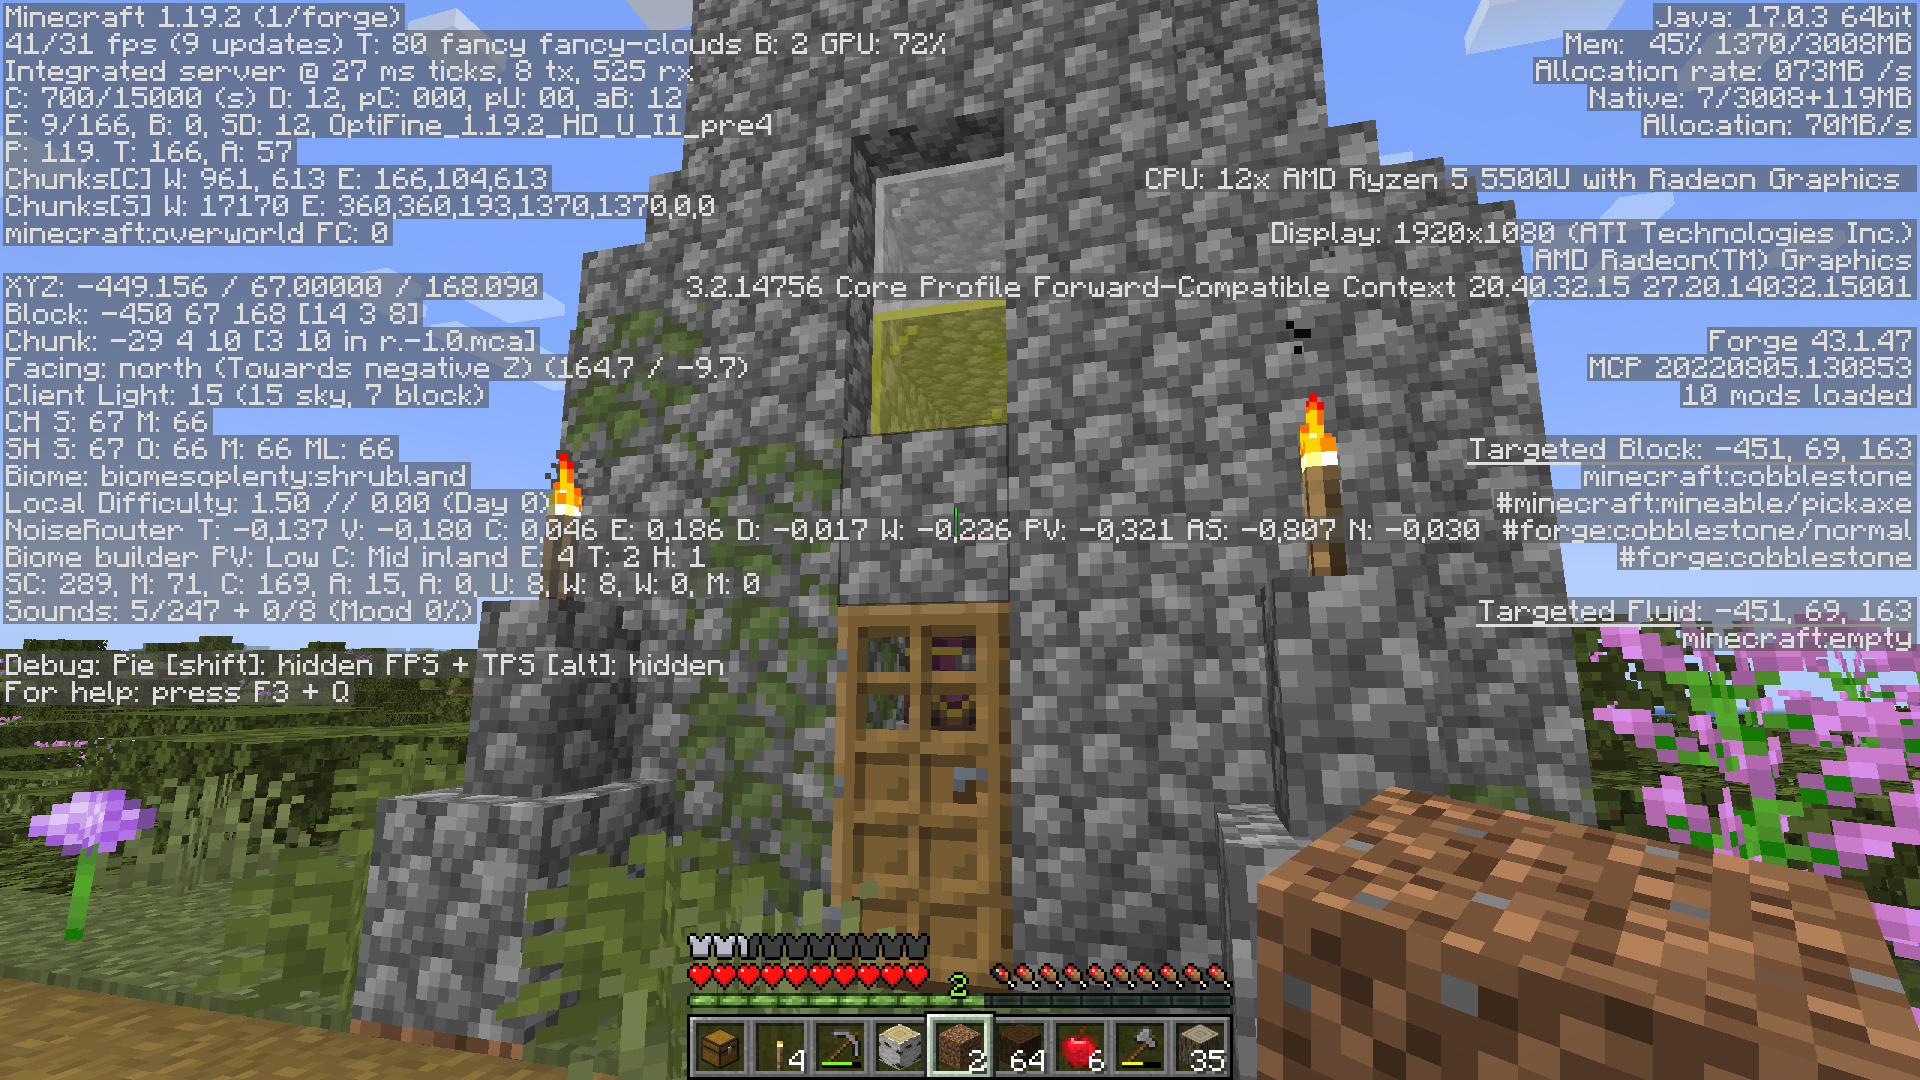 Minecraft 1.19.2 (1/forge)
41/31 fps (9 updates) T: 80 fancy fancy-clouds B: 2 GPU: 72%
Integrated server @ 27 ms ticks, 8 tx, 525 rx
C: 700/15000 (s) D: 12, pC: 000, pU: 00, aB: 12
E: 9/166, B: 0, SD: 12, OptiFine_1.19.2_HD_U_I1_pre4
P: 119. T: 166, A: 57
Chunks[C] W: 961, 613 E: 166,104,613
Chunks[S] W: 17170 E: 360,360,193,1370,1370,0,0
minecraft:overworld FC: 0
XYZ: -449.156 / 67.00000 / 168.090
Block: -450 67 168 [14 3 8]
Chunk: -29 4 10 [3 10 in r.-1.0.mca]
Facing: north (Towards negative Z) (164.7 / -9.7)
Client Light: 15 (15 sky, 7 block)
CH S: 67 M: 66
SH S: 67 O: 66 M: 66 ML: 66
Biome: biomesoplenty:shrubland
Local Difficulty: 1.50 // 0.00 (Day 0)
NoiseRouter T: -0,137 V: -0,180 C: 0,046 E: 0,186 D: -0,017 W: -0,226 PV: -0,321 AS: -0,807 N: -0,030
Biome builder PV: Low C: Mid inland E: 4 T: 2 H: 1
SC: 289, M: 71, C: 169, A: 15, A: 0, U: 8, W: 8, W: 0, M: 0
Sounds: 5/247 + 0/8 (Mood 0%)
Debug: Pie [shift]: hidden FPS + TPS [alt]: hidden
For help: press F3 + Q
Java: 17.0.3 64bit
Mem: 45% 1370/3008MB
Allocation rate: 073MB /s
Native: 7/3008+119MB
Allocation: 70MB/s
CPU: 12x AMD Ryzen 5 5500U with Radeon Graphics
Display: 1920x1080 (ATI Technologies Inc.)
AMD Radeon(TM) Graphics
3.2.14756 Core Profile Forward-Compatible Context 20.40.32.15 27.20.14032.15001
Forge 43.1.47
MCP 20220805.130853
10 mods loaded
Targeted Block: -451, 69, 163
minecraft:cobblestone
#minecraft:mineable/pickaxe
#forge:cobblestone/normal
#forge:cobblestone
Targeted Fluid: -451, 69, 163
minecraft:empty
2
4
2
64
6
35